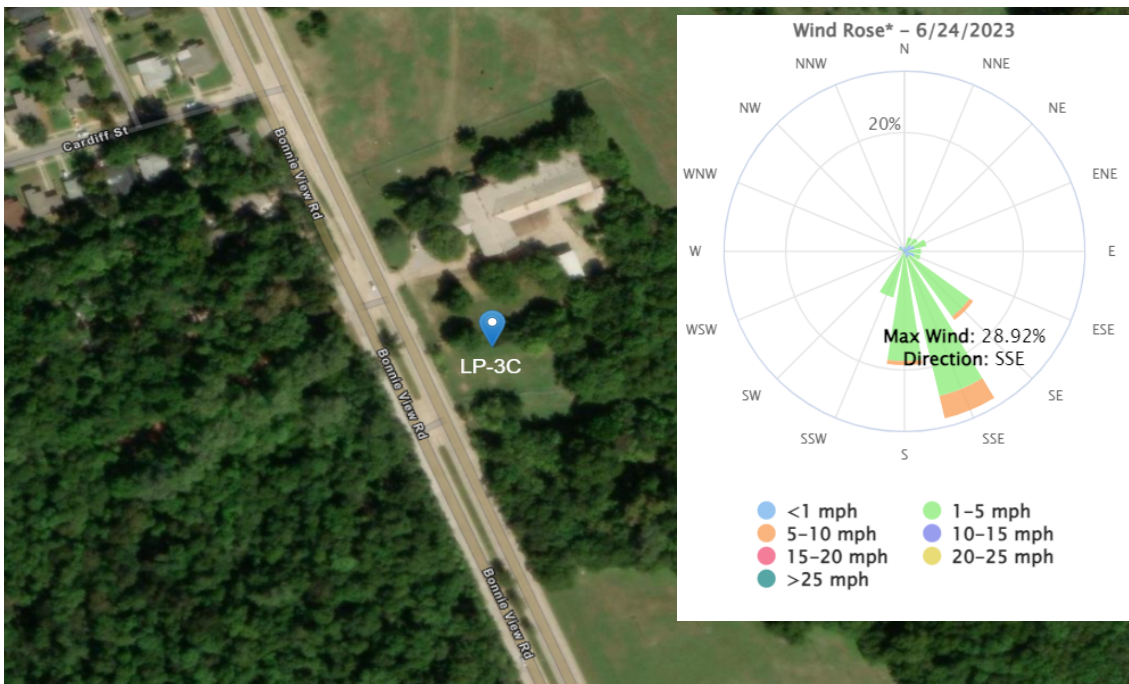 Cardiff St
Bonnie View Rd
Bonnie View Rd
Bonnie View Rd
LP-3C
Wind Rose* – 6/24/2023
N
NNW
NNE
NW
NE
20%
WNW
ENE
W
E
WSW
ESE
Max Wind: 28.92%
Direction: SSE
SW
SE
SSW
SSE
S
<1 mph
1–5 mph
5–10 mph
10–15 mph
15–20 mph
20–25 mph
>25 mph